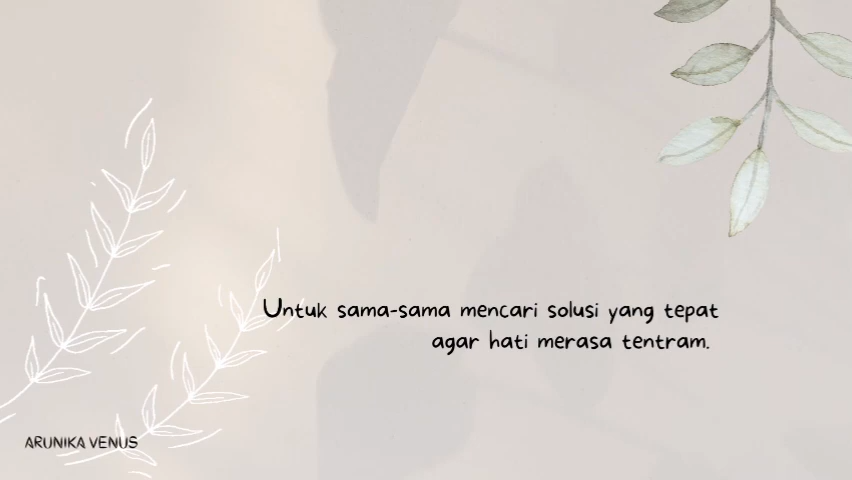 Untuk sama-sama mencari solusi yang tepat
agar hati merasa tentram.
ARUNIKA VENUS